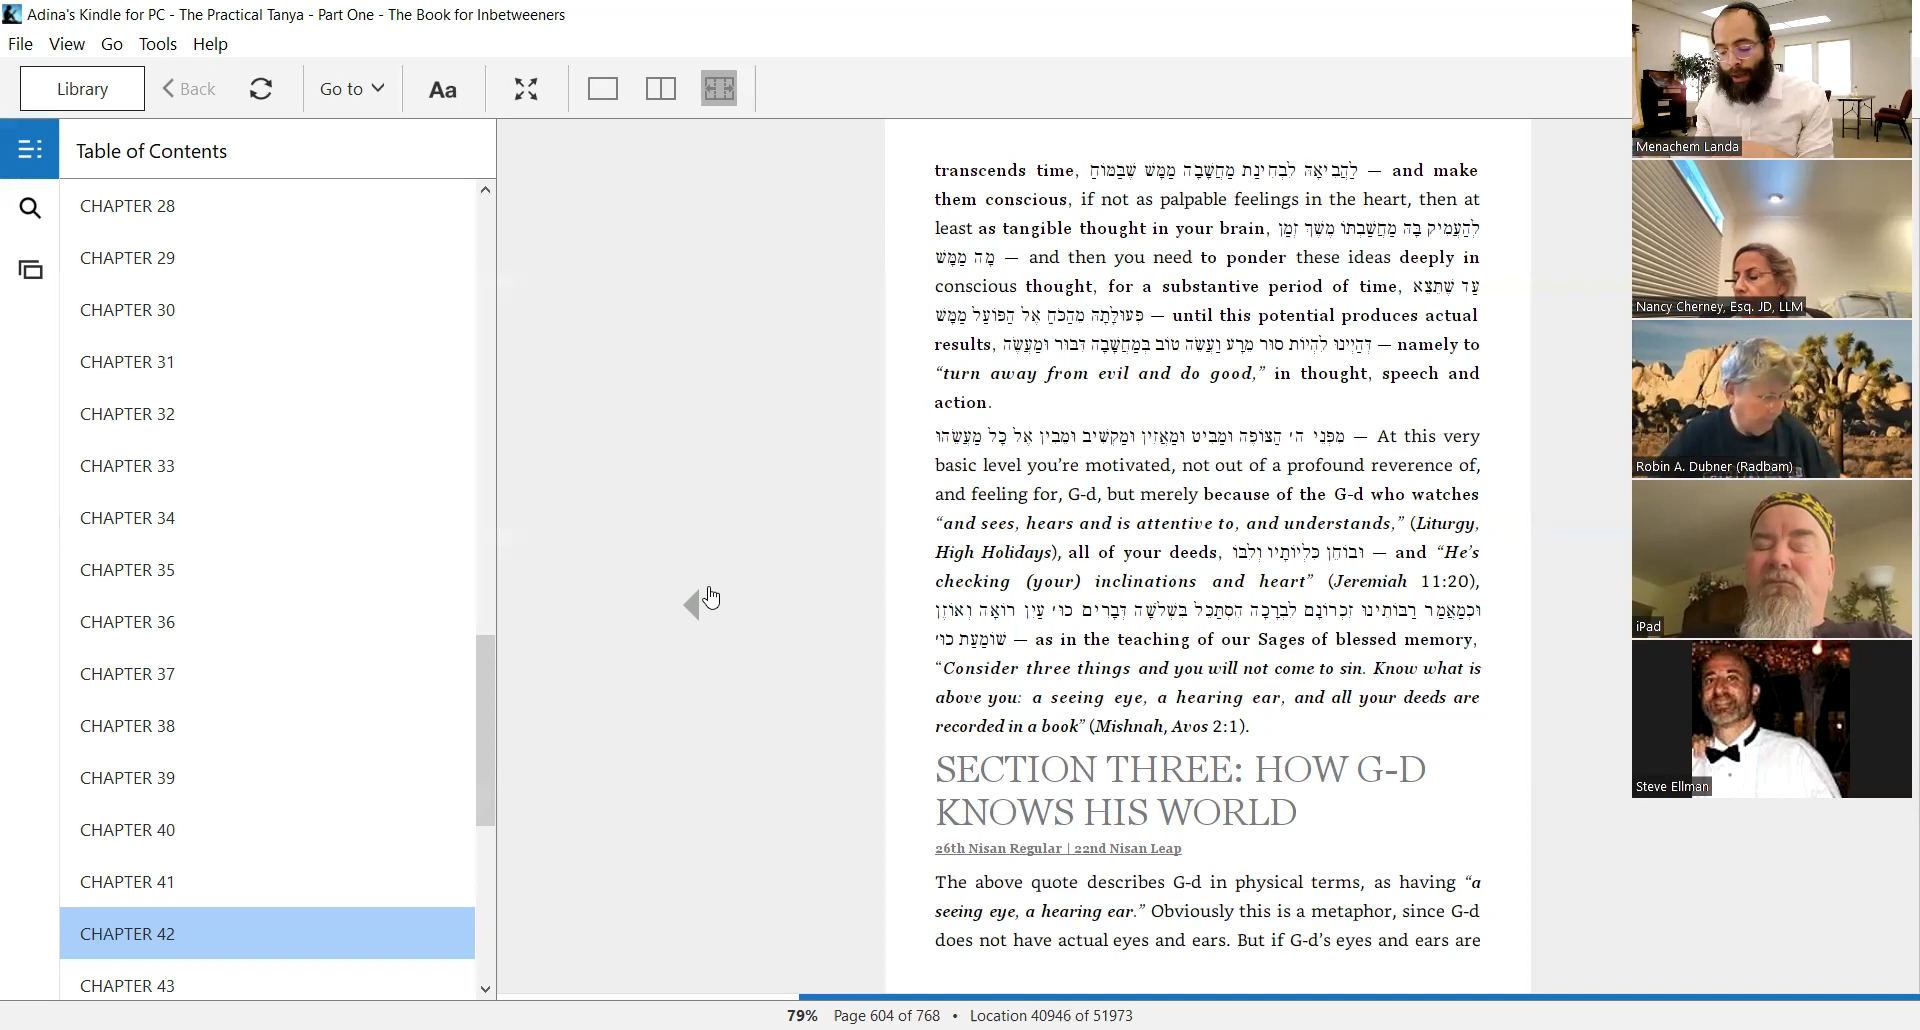 Adina's Kindle for PC - The Practical Tanya - Part One - The Book for Inbetweeners
File View Go Tools Help
Library Back Go to Aa
Table of Contents
CHAPTER 28
CHAPTER 29
CHAPTER 30
CHAPTER 31
CHAPTER 32
CHAPTER 33
CHAPTER 34
CHAPTER 35
CHAPTER 36
CHAPTER 37
CHAPTER 38
CHAPTER 39
CHAPTER 40
CHAPTER 41
CHAPTER 42
CHAPTER 43
transcends time, לַהֲבִיאָהּ לִבְחִינַת מַחֲשָׁבָה מַמָּשׁ שֶׁבַּמּוֹחַ — and make
them conscious, if not as palpable feelings in the heart, then at
least as tangible thought in your brain, לְהַעֲמִיק בָּהּ מַחֲשַׁבְתּוֹ מֶשֶׁךְ זְמַן
מָה מַמָּשׁ — and then you need to ponder these ideas deeply in
conscious thought, for a substantive period of time, עַד שֶׁתֵּצֵא
פְּעוּלָּתָהּ מֵהַכֹּחַ אֶל הַפּוֹעַל מַמָּשׁ — until this potential produces actual
results, דְּהַיְינוּ לִהְיוֹת סוּר מֵרָע וַעֲשֵׂה טוֹב בְּמַחֲשָׁבָה דִּבּוּר וּמַעֲשֶׂה — namely to
“turn away from evil and do good,” in thought, speech and
action.
מִפְּנֵי ה׳ הַצּוֹפֶה וּמַבִּיט וּמַאֲזִין וּמַקְשִׁיב וּמֵבִין אֶל כָּל מַעֲשֵׂהוּ — At this very
basic level you’re motivated, not out of a profound reverence of,
and feeling for, G-d, but merely because of the G-d who watches
“and sees, hears and is attentive to, and understands,” (Liturgy,
High Holidays), all of your deeds, וּבוֹחֵן כִּלְיוֹתָיו וְלִבּוֹ — and “He’s
checking (your) inclinations and heart” (Jeremiah 11:20),
וּכְמַאֲמַר רַבּוֹתֵינוּ זִכְרוֹנָם לִבְרָכָה הִסְתַּכֵּל בִּשְׁלֹשָׁה דְּבָרִים כוּ׳ עַיִן רוֹאָה וְאוֹזֶן
שׁוֹמַעַת כוּ׳ — as in the teaching of our Sages of blessed memory,
“Consider three things and you will not come to sin. Know what is
above you: a seeing eye, a hearing ear, and all your deeds are
recorded in a book” (Mishnah, Avos 2:1).
SECTION THREE: HOW G-D
KNOWS HIS WORLD
26th Nisan Regular | 22nd Nisan Leap
The above quote describes G-d in physical terms, as having “a
seeing eye, a hearing ear.” Obviously this is a metaphor, since G-d
does not have actual eyes and ears. But if G-d’s eyes and ears are
79% Page 604 of 768 • Location 40946 of 51973
Menachem Landa
Nancy Cherney, Esq. JD, LLM
Robin A. Dubner (Radbam)
iPad
Steve Ellman